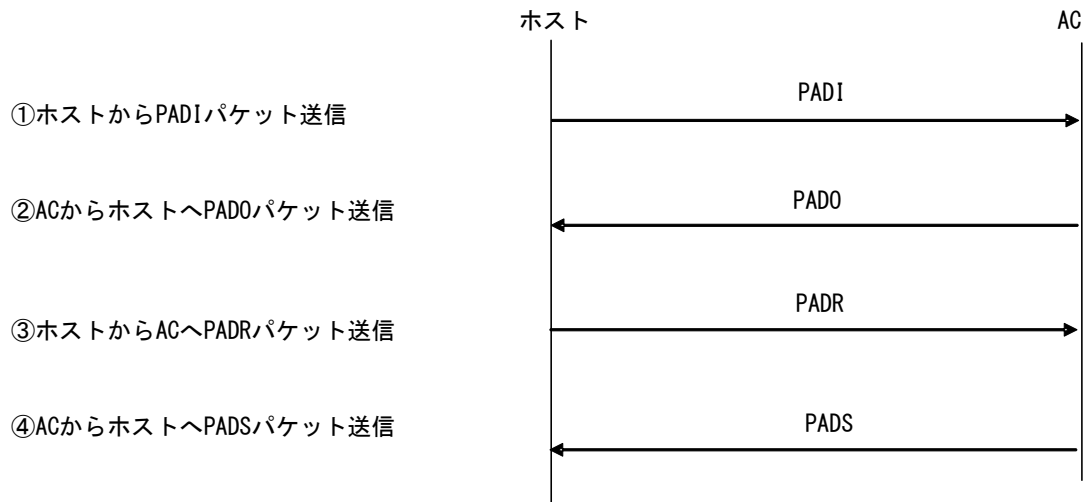 ホスト AC
PADI
①ホストからPADIパケット送信
PADO
②ACからホストへPADOパケット送信
PADR
③ホストからACへPADRパケット送信
PADS
④ACからホストへPADSパケット送信